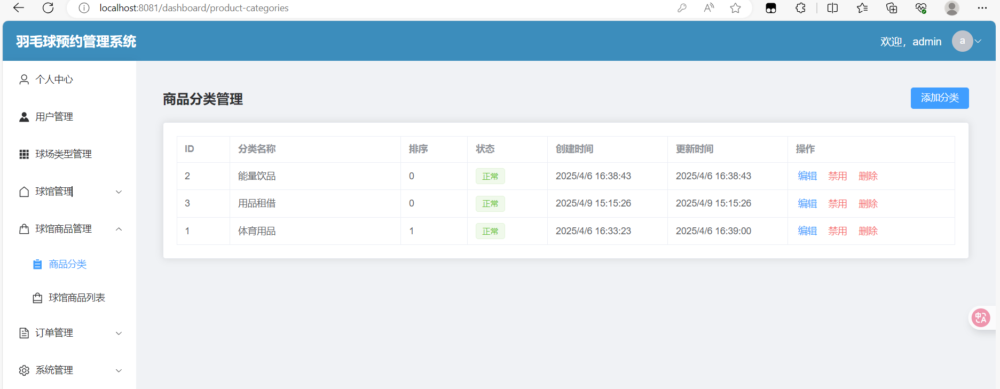 localhost:8081/dashboard/product-categories
羽毛球预约管理系统
欢迎，admin
a
个人中心
用户管理
球场类型管理
球馆管理
球馆商品管理
商品分类
球馆商品列表
订单管理
系统管理
商品分类管理
添加分类
ID 分类名称 排序 状态 创建时间 更新时间 操作
2 能量饮品 0 正常 2025/4/6 16:38:43 2025/4/6 16:38:43 编辑 禁用 删除
3 用品租借 0 正常 2025/4/9 15:15:26 2025/4/9 15:15:26 编辑 禁用 删除
1 体育用品 1 正常 2025/4/6 16:33:23 2025/4/6 16:39:00 编辑 禁用 删除
中A